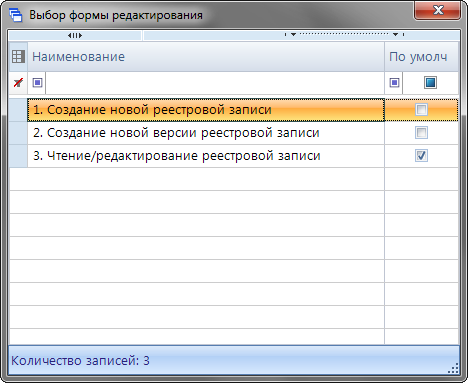 Выбор формы редактирования
Наименование По умолч
1. Создание новой реестровой записи
2. Создание новой версии реестровой записи
3. Чтение/редактирование реестровой записи
Количество записей: 3